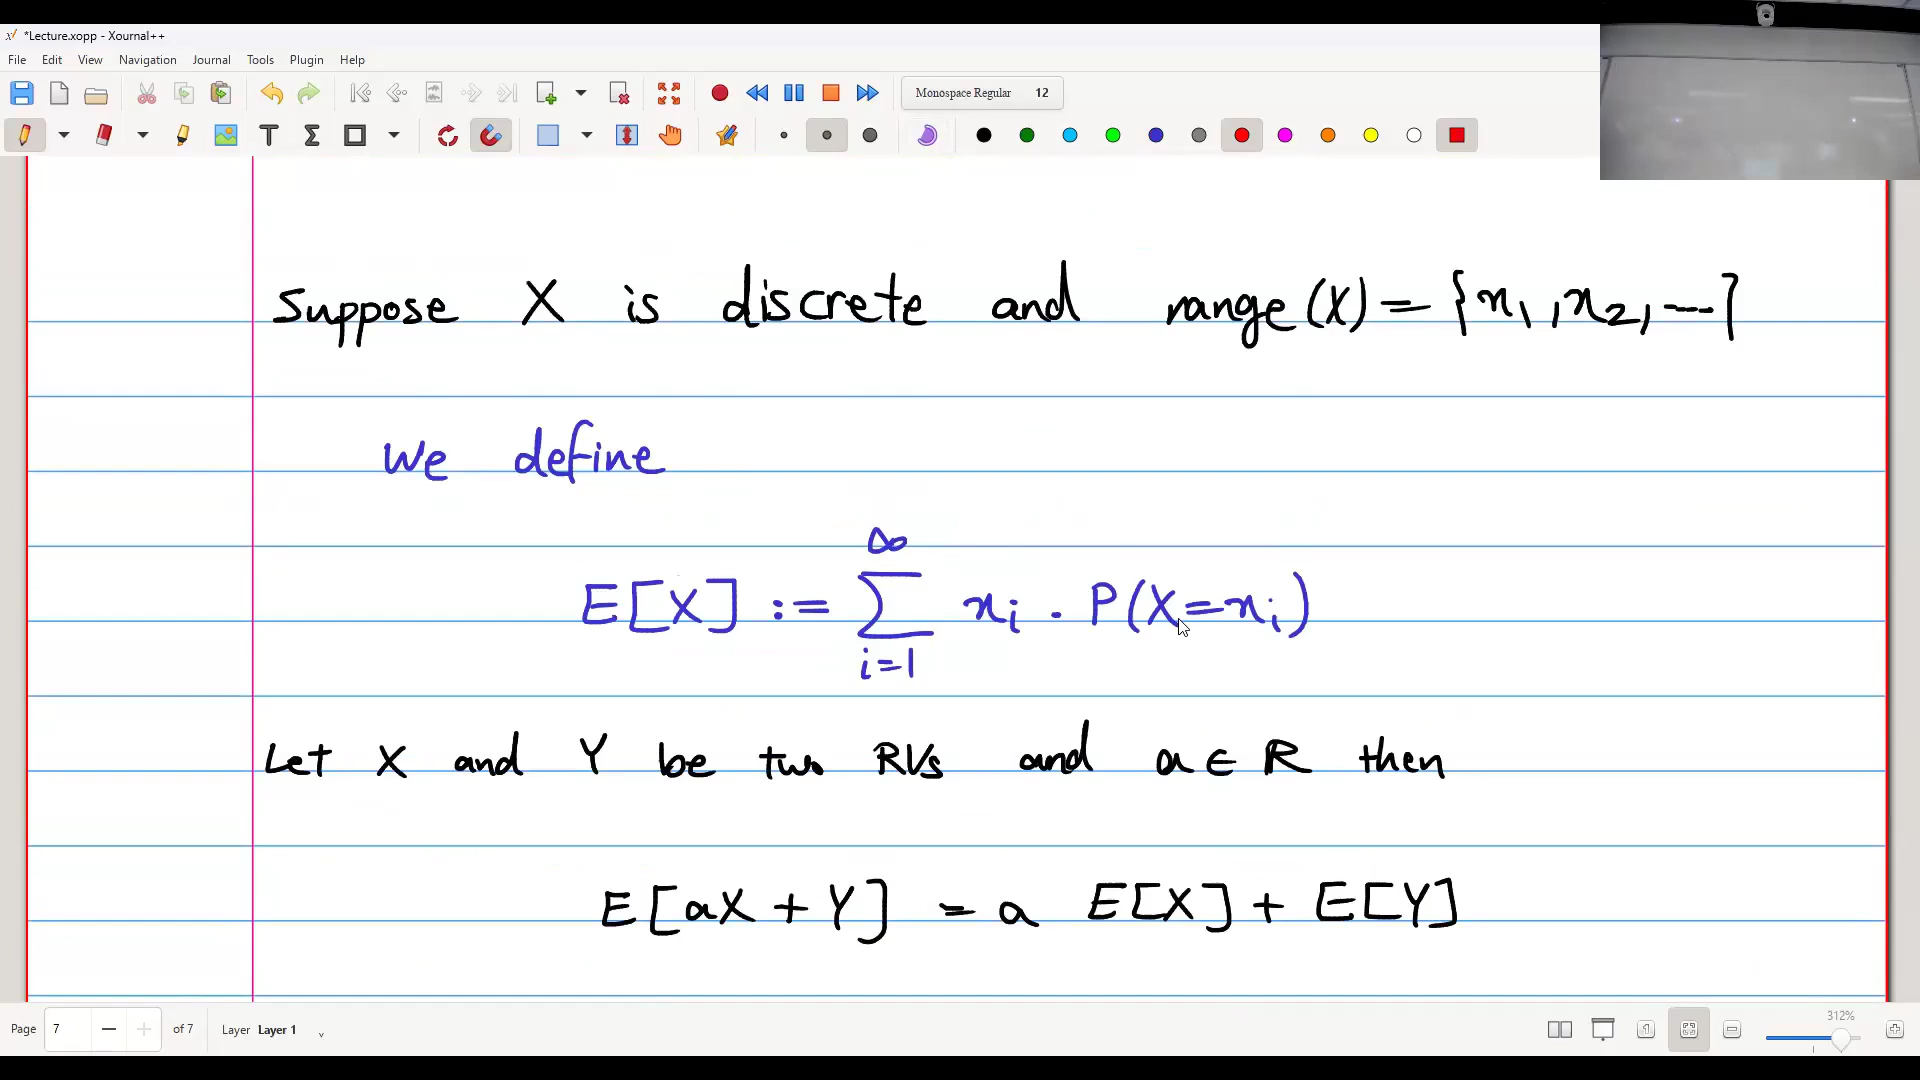 *Lecture.xopp - Xournal++
File Edit View Navigation Journal Tools Plugin Help
Monospace Regular 12
Suppose X is discrete and range(X) = {x₁, x₂, ---}
We define
E[X] := ∑_{i=1}^{∞} xᵢ . P(X=xᵢ)
Let X and Y be two RVs and a ∈ R then
E[aX + Y] = a E[X] + E[Y]
Page 7 of 7 Layer Layer 1 312%